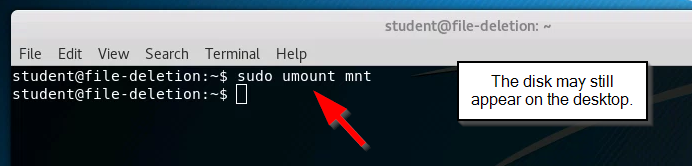 student@file-deletion: ~
File Edit View Search Terminal Help
student@file-deletion:~$ sudo umount mnt
student@file-deletion:~$
The disk may still
appear on the desktop.